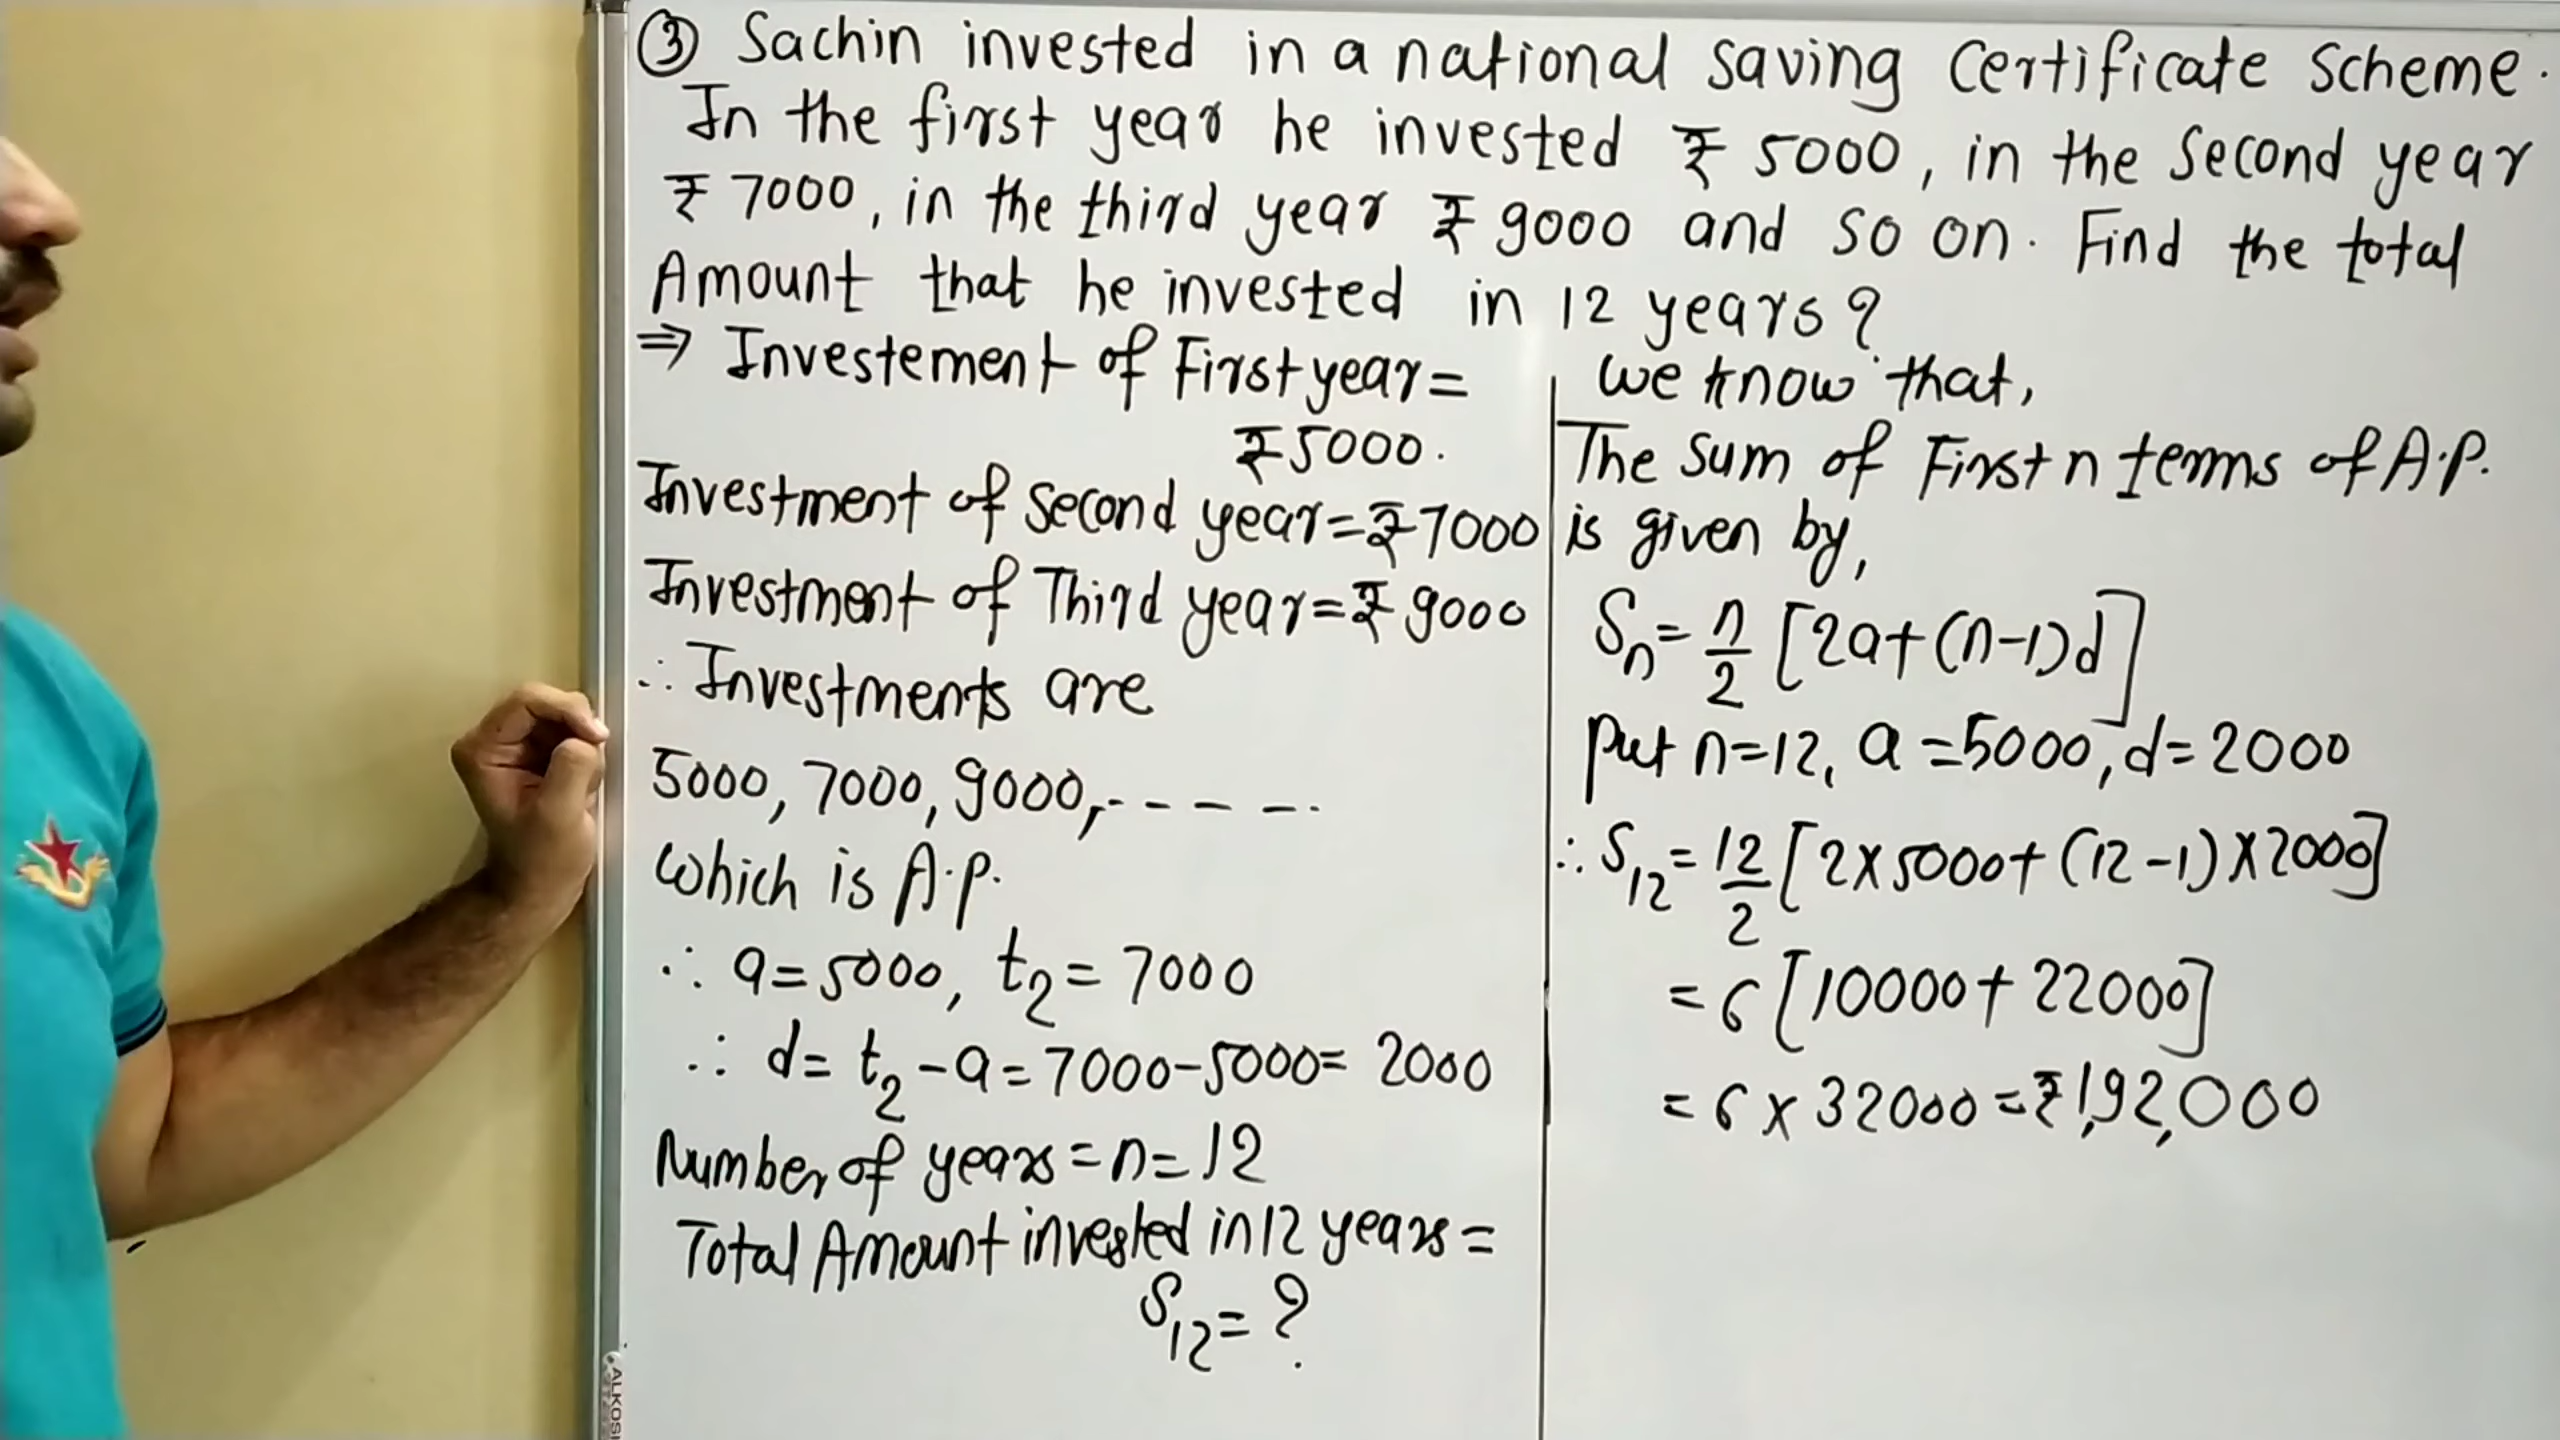 ③ Sachin invested in a national saving certificate scheme.
In the first year he invested ₹ 5000, in the second year
₹ 7000, in the third year ₹ 9000 and so on. Find the total
Amount that he invested in 12 years?
⇒ Investement of First year =
₹5000.
Investment of second year = ₹7000
Investment of Third year = ₹9000
∴ Investments are
5000, 7000, 9000, - - - - -
which is A.P.
∴ a = 5000, t₂ = 7000
∴ d = t₂ - a = 7000-5000 = 2000
Number of years = n = 12
Total Amount invested in 12 years =
S₁₂ = ?
we know that,
The sum of First n terms of A.P.
is given by,
Sₙ = n/2 [2a+(n-1)d]
put n=12, a=5000, d=2000
∴ S₁₂ = 12/2 [2×5000+(12-1)×2000]
= 6 [10000+22000]
= 6 × 32000 = ₹1,92,000
ALKOSI